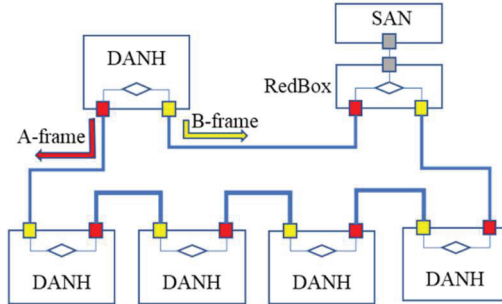 SAN
DANH
RedBox
A-frame
B-frame
DANH
DANH
DANH
DANH